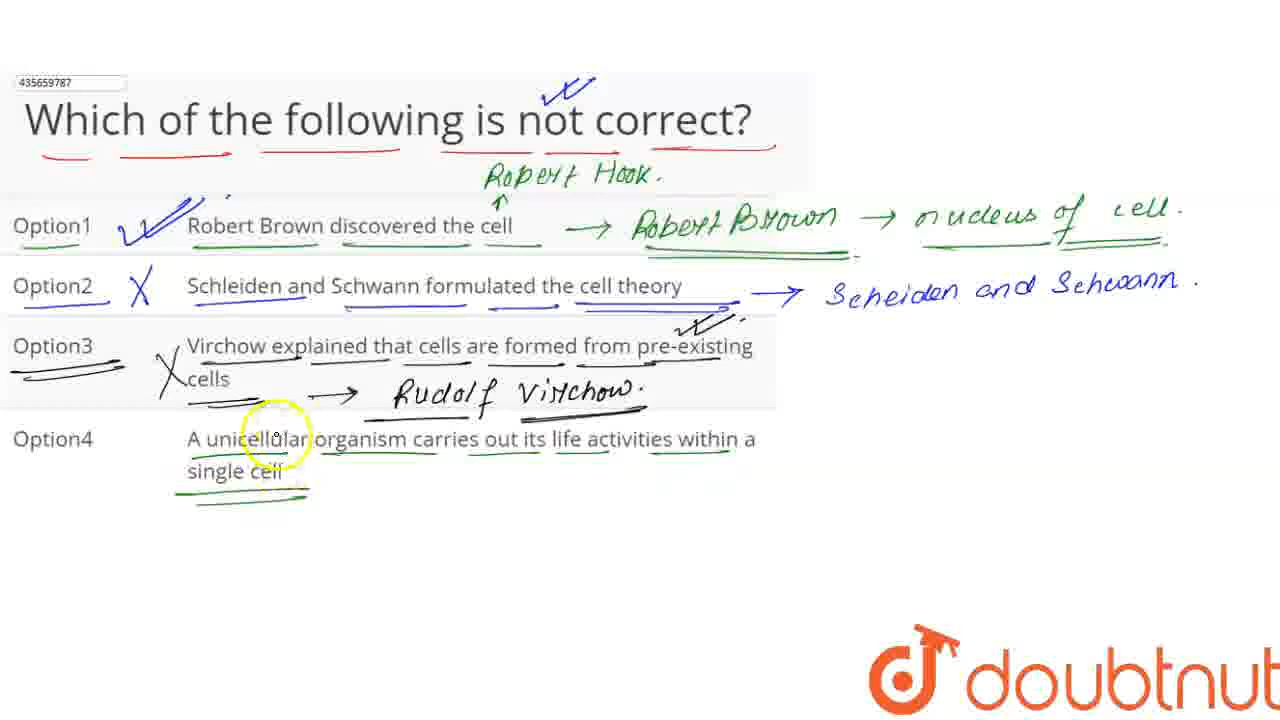 435659787
Which of the following is not correct?
Robert Hook.
Option1 Robert Brown discovered the cell → Robert Brown → nucleus of cell.
Option2 X Schleiden and Schwann formulated the cell theory → Scheiden and Schwann.
Option3 X Virchow explained that cells are formed from pre-existing
cells → Rudolf Virchow.
Option4 A unicellular organism carries out its life activities within a
single cell
doubtnut